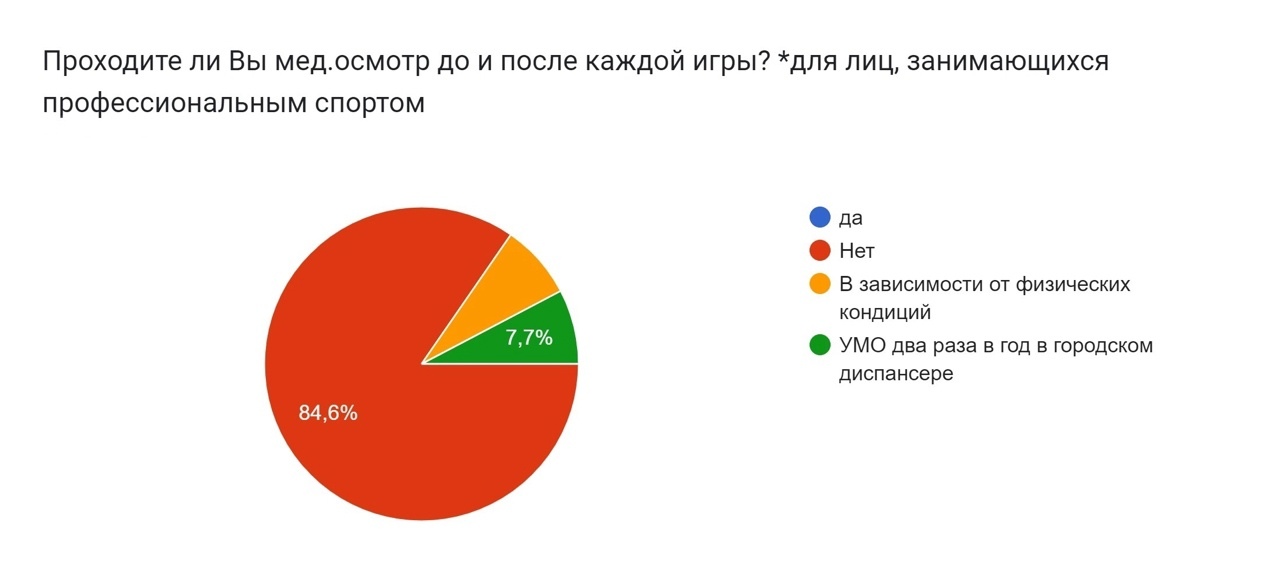 Проходите ли Вы мед.осмотр до и после каждой игры? *для лиц, занимающихся
профессиональным спортом
да
Нет
В зависимости от физических
кондиций
УМО два раза в год в городском
диспансере
7,7%
84,6%